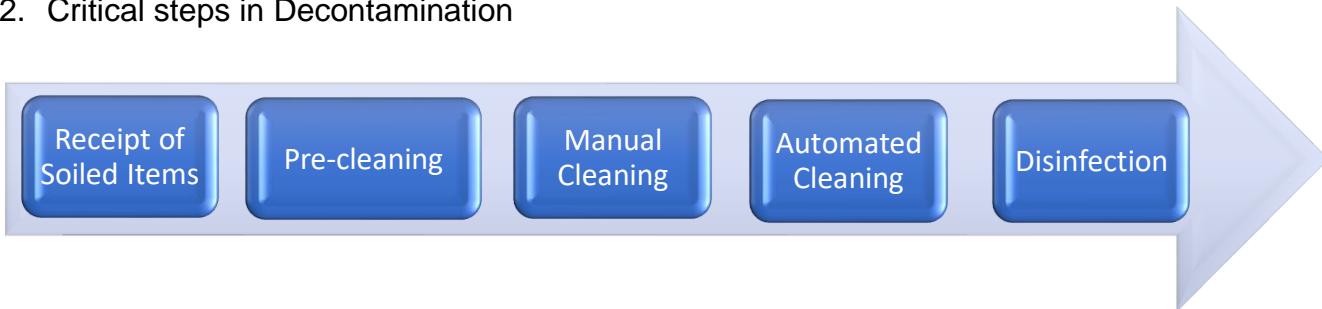 2. Critical steps in Decontamination
Receipt of
Soiled Items
Pre-cleaning
Manual
Cleaning
Automated
Cleaning
Disinfection